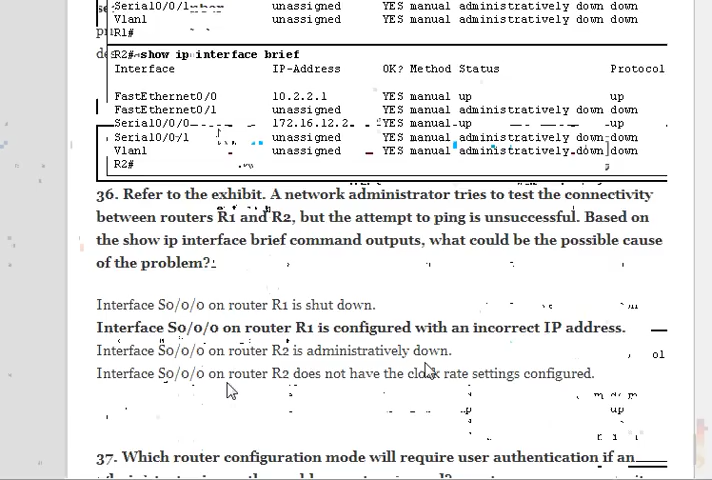 Serial0/0/1 unassigned YES manual administratively down down
Vlan1 unassigned YES manual administratively down down
R1#
R2# show ip interface brief
Interface IP-Address OK? Method Status Protocol
FastEthernet0/0 10.2.2.1 YES manual up up
FastEthernet0/1 unassigned YES manual administratively down down
Serial0/0/0 172.16.12.2 YES manual up up
Serial0/0/1 unassigned YES manual administratively down down
Vlan1 unassigned YES manual administratively down down
R2#
36. Refer to the exhibit. A network administrator tries to test the connectivity
between routers R1 and R2, but the attempt to ping is unsuccessful. Based on
the show ip interface brief command outputs, what could be the possible cause
of the problem?
Interface S0/0/0 on router R1 is shut down.
Interface S0/0/0 on router R1 is configured with an incorrect IP address.
Interface S0/0/0 on router R2 is administratively down.
Interface S0/0/0 on router R2 does not have the clock rate settings configured.
up
37. Which router configuration mode will require user authentication if an